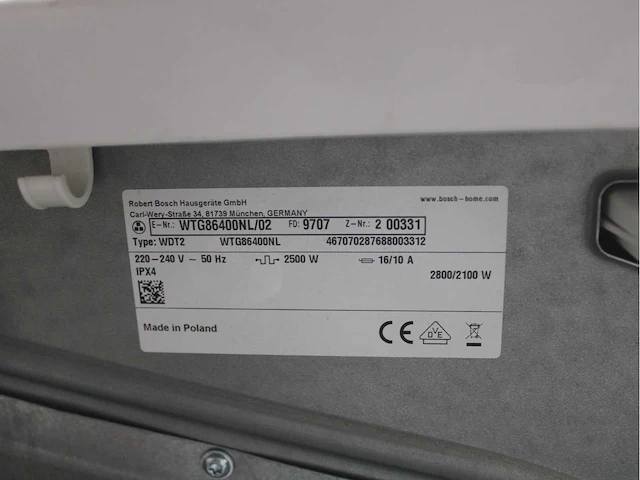 Robert Bosch Hausgeräte GmbH
Carl-Wery-Straße 34, 81739 München, GERMANY
www.bosch-home.com
E-Nr.: WTG86400NL/02 FD: 9707 Z-Nr.: 2 00331
Type: WDT2 WTG86400NL 467070287688003312
220-240 V ~ 50 Hz 2500 W 16/10 A
IPX4 2800/2100 W
Made in Poland CE DVE